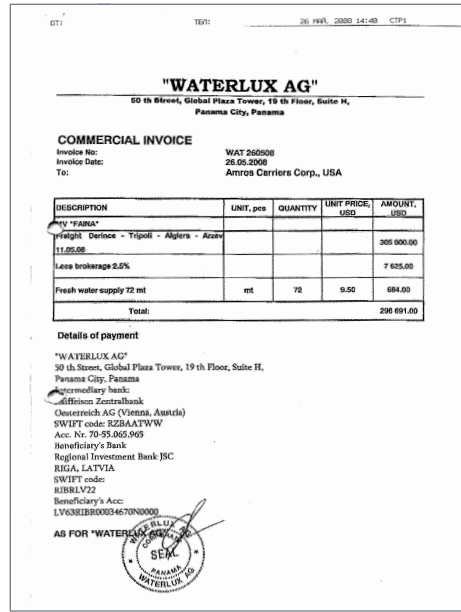 ОТ: ТЕЛ: 26 МАЯ. 2008 14:40 СТР1
"WATERLUX AG"
50 th Street, Global Plaza Tower, 19 th Floor, Suite H,
Panama City, Panama
COMMERCIAL INVOICE
Invoice No: WAT 260508
Invoice Date: 26.05.2008
To: Amros Carriers Corp., USA
DESCRIPTION UNIT, pcs QUANTITY UNIT PRICE, USD AMOUNT, USD
MV "FAINA"
Freight Derince - Tripoli - Algiers - Arzev
11.05.08 305 000.00
Less brokerage 2.5% 7 625.00
Fresh water supply 72 mt mt 72 9.50 684.00
Total: 296 691.00
Details of payment
"WATERLUX AG"
50 th Street, Global Plaza Tower, 19 th Floor, Suite H,
Panama City, Panama
Intermediary bank:
Raiffeisen Zentralbank
Oesterreich AG (Vienna, Austria)
SWIFT code: RZBAATWW
Acc. Nr. 70-55.065.965
Beneficiary's Bank
Regional Investment Bank JSC
RIGA, LATVIA
SWIFT code:
RIBRLV22
Beneficiary's Acc:
LV63RIBR00034670N0000
AS FOR "WATERLUX AG"
WATERLUX AG
CORPORATE
SEAL
PANAMA
WATERLUX AG